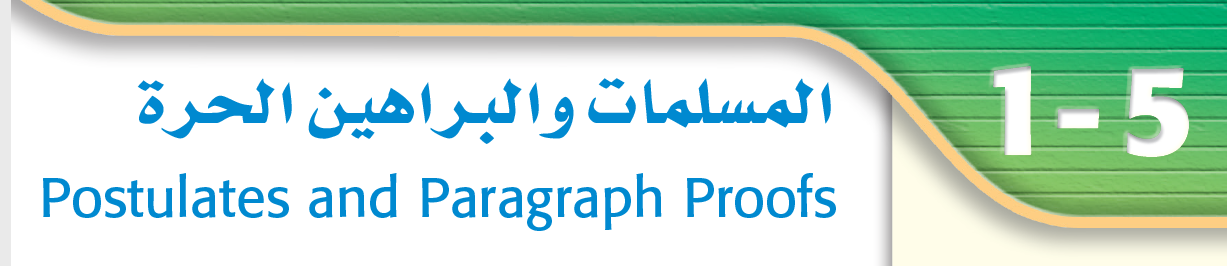 المسلمات والبراهين الحرة
1-5
Postulates and Paragraph Proofs